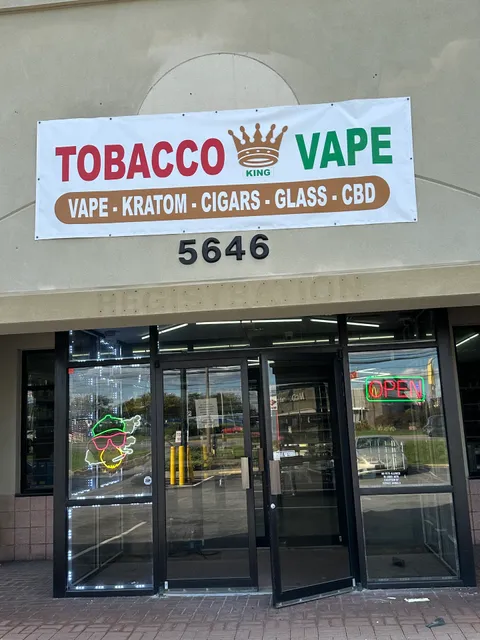 TOBACCO KING VAPE
VAPE - KRATOM - CIGARS - GLASS - CBD
5646
OPEN